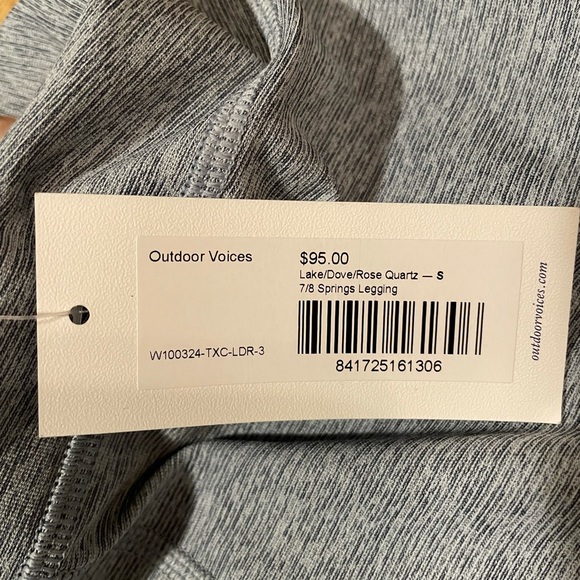 Outdoor Voices
$95.00
Lake/Dove/Rose Quartz — S
7/8 Springs Legging
W100324-TXC-LDR-3
841725161306
outdoorvoices.com